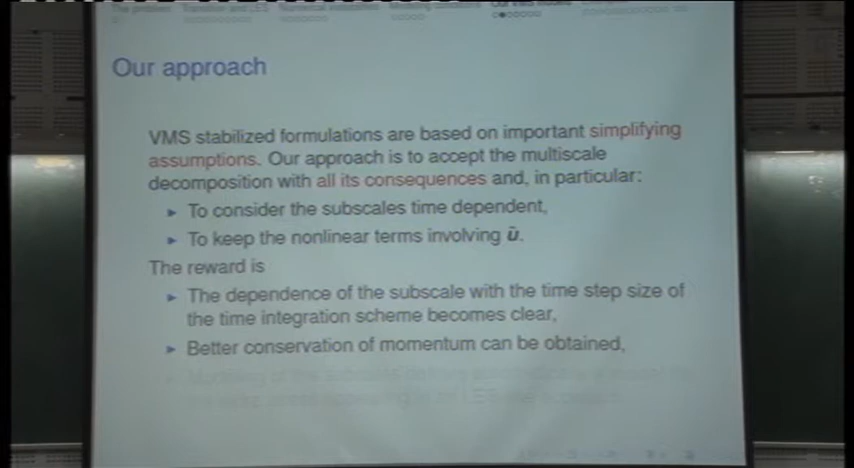 Our approach
VMS stabilized formulations are based on important simplifying
assumptions. Our approach is to accept the multiscale
decomposition with all its consequences and, in particular:
► To consider the subscales time dependent,
► To keep the nonlinear terms involving ũ.
The reward is
► The dependence of the subscale with the time step size of
the time integration scheme becomes clear,
► Better conservation of momentum can be obtained,